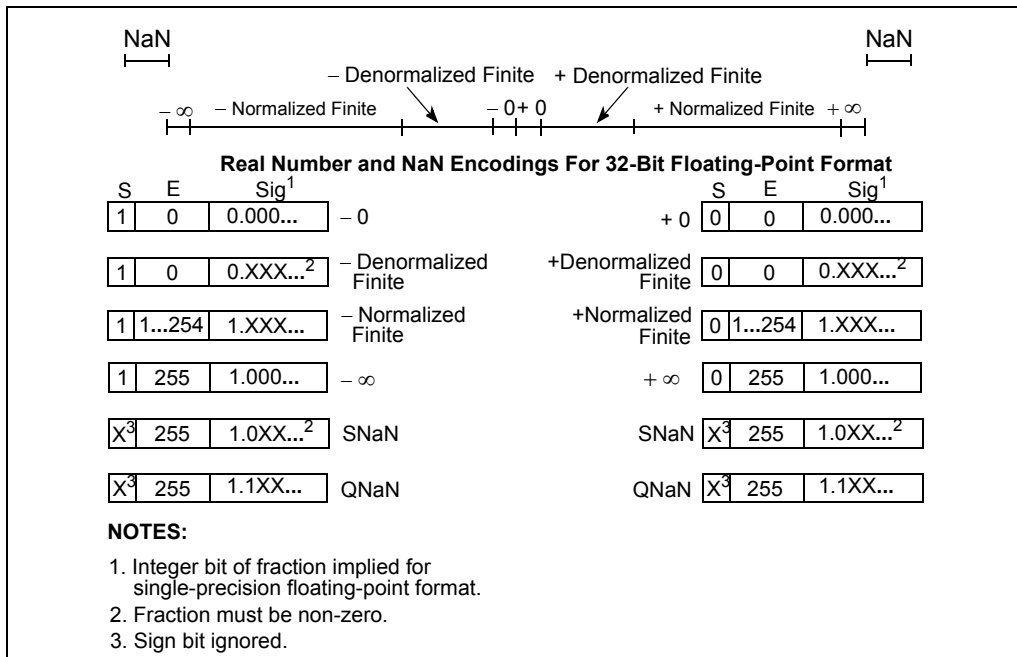 NaN NaN
– Denormalized Finite + Denormalized Finite
– ∞ – Normalized Finite – 0 + 0 + Normalized Finite + ∞
Real Number and NaN Encodings For 32-Bit Floating-Point Format
S E Sig1 S E Sig1
1 0 0.000... – 0 + 0 0 0 0.000...
1 0 0.XXX...2 – Denormalized Finite +Denormalized Finite 0 0 0.XXX...2
1 1...254 1.XXX... – Normalized Finite +Normalized Finite 0 1...254 1.XXX...
1 255 1.000... – ∞ + ∞ 0 255 1.000...
X3 255 1.0XX...2 SNaN SNaN X3 255 1.0XX...2
X3 255 1.1XX... QNaN QNaN X3 255 1.1XX...
NOTES:
1. Integer bit of fraction implied for
single-precision floating-point format.
2. Fraction must be non-zero.
3. Sign bit ignored.